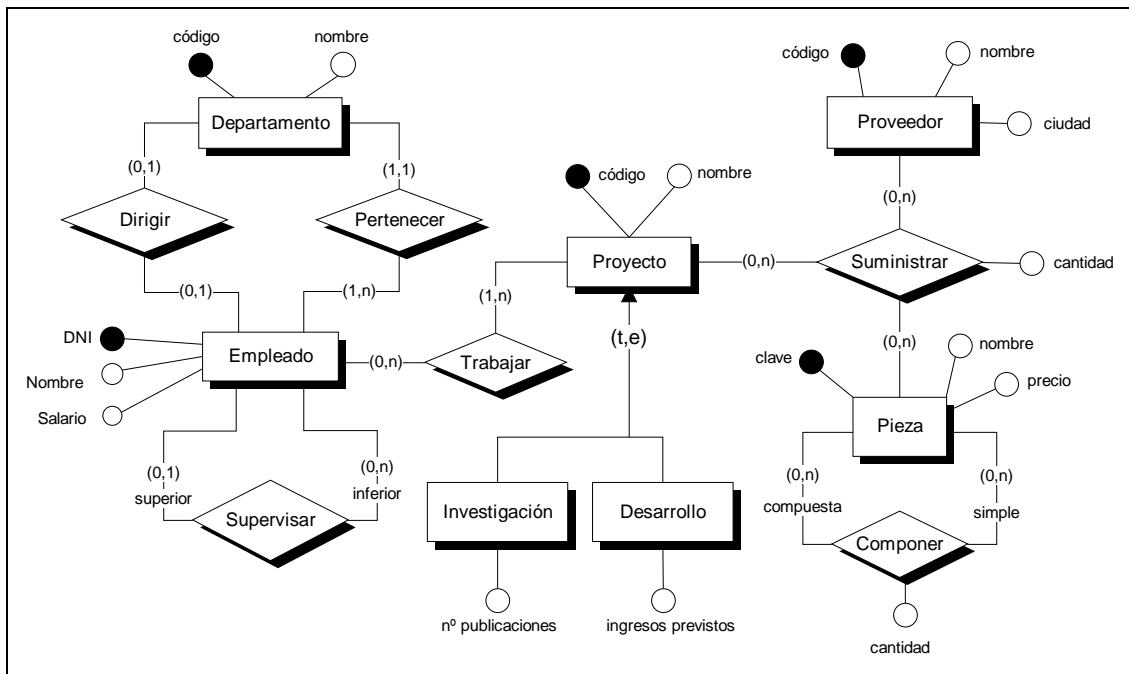 código
nombre
Departamento
(0,1)
(1,1)
Dirigir
Pertenecer
(0,1)
(1,n)
DNI
Nombre
Salario
Empleado
(0,n)
Trabajar
(1,n)
(0,1)
superior
(0,n)
inferior
Supervisar
código
nombre
Proyecto
(0,n)
(t,e)
Investigación
Desarrollo
nº publicaciones
ingresos previstos
código
nombre
Proveedor
ciudad
(0,n)
Suministrar
cantidad
(0,n)
clave
nombre
precio
Pieza
(0,n)
compuesta
(0,n)
simple
Componer
cantidad